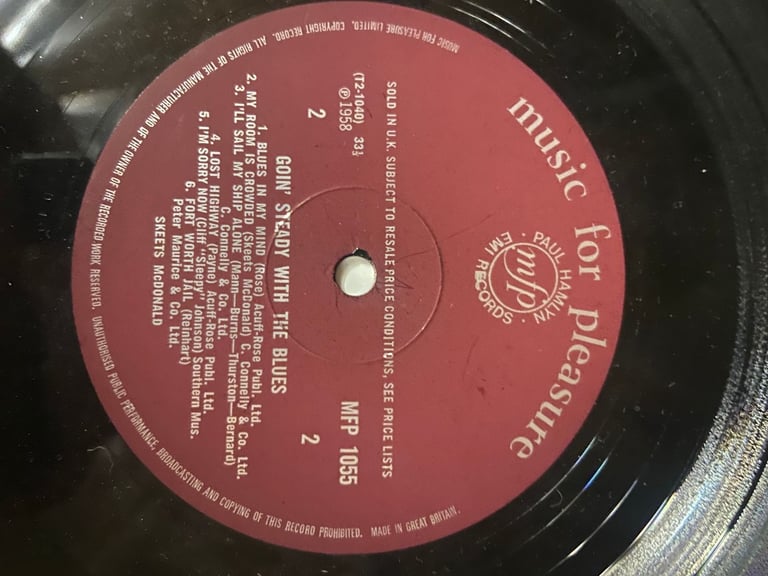 music for pleasure
PAUL HAMLYN
mfp
EMI RECORDS
SOLD IN U.K. SUBJECT TO RESALE PRICE CONDITIONS, SEE PRICE LISTS
(T2-1040) 33⅓
℗1958
MFP 1055
2
2
GOIN' STEADY WITH THE BLUES
1. BLUES IN MY MIND (Rose) Acuff-Rose Publ. Ltd.
2. MY ROOM IS CROWDED (Skeets McDonald) C. Connelly & Co. Ltd.
3. I'LL SAIL MY SHIP ALONE (Mann—Burns—Thurston—Bernard)
C. Connelly & Co. Ltd.
4. LOST HIGHWAY (Payne) Acuff-Rose Publ. Ltd.
5. I'M SORRY NOW (Cliff "Sleepy" Johnson) Southern Mus.
6. FORT WORTH JAIL (Reinhart)
Peter Maurice & Co. Ltd.
SKEETS McDONALD
MUSIC FOR PLEASURE LIMITED. COPYRIGHT RECORD. ALL RIGHTS OF THE MANUFACTURER AND OF THE OWNER OF THE RECORDED WORK RESERVED. UNAUTHORISED PUBLIC PERFORMANCE, BROADCASTING AND COPYING OF THIS RECORD PROHIBITED. MADE IN GREAT BRITAIN.